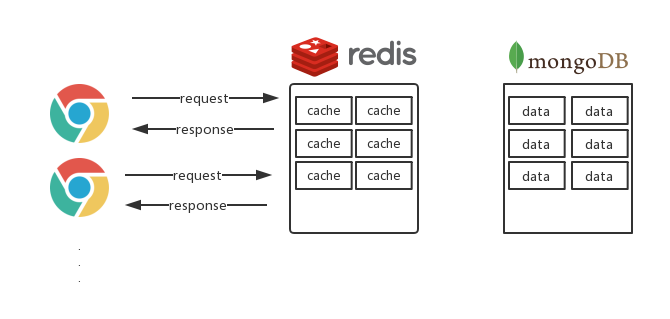 redis
mongoDB
request
response
request
response
cache cache
cache cache
cache cache
data data
data data
data data